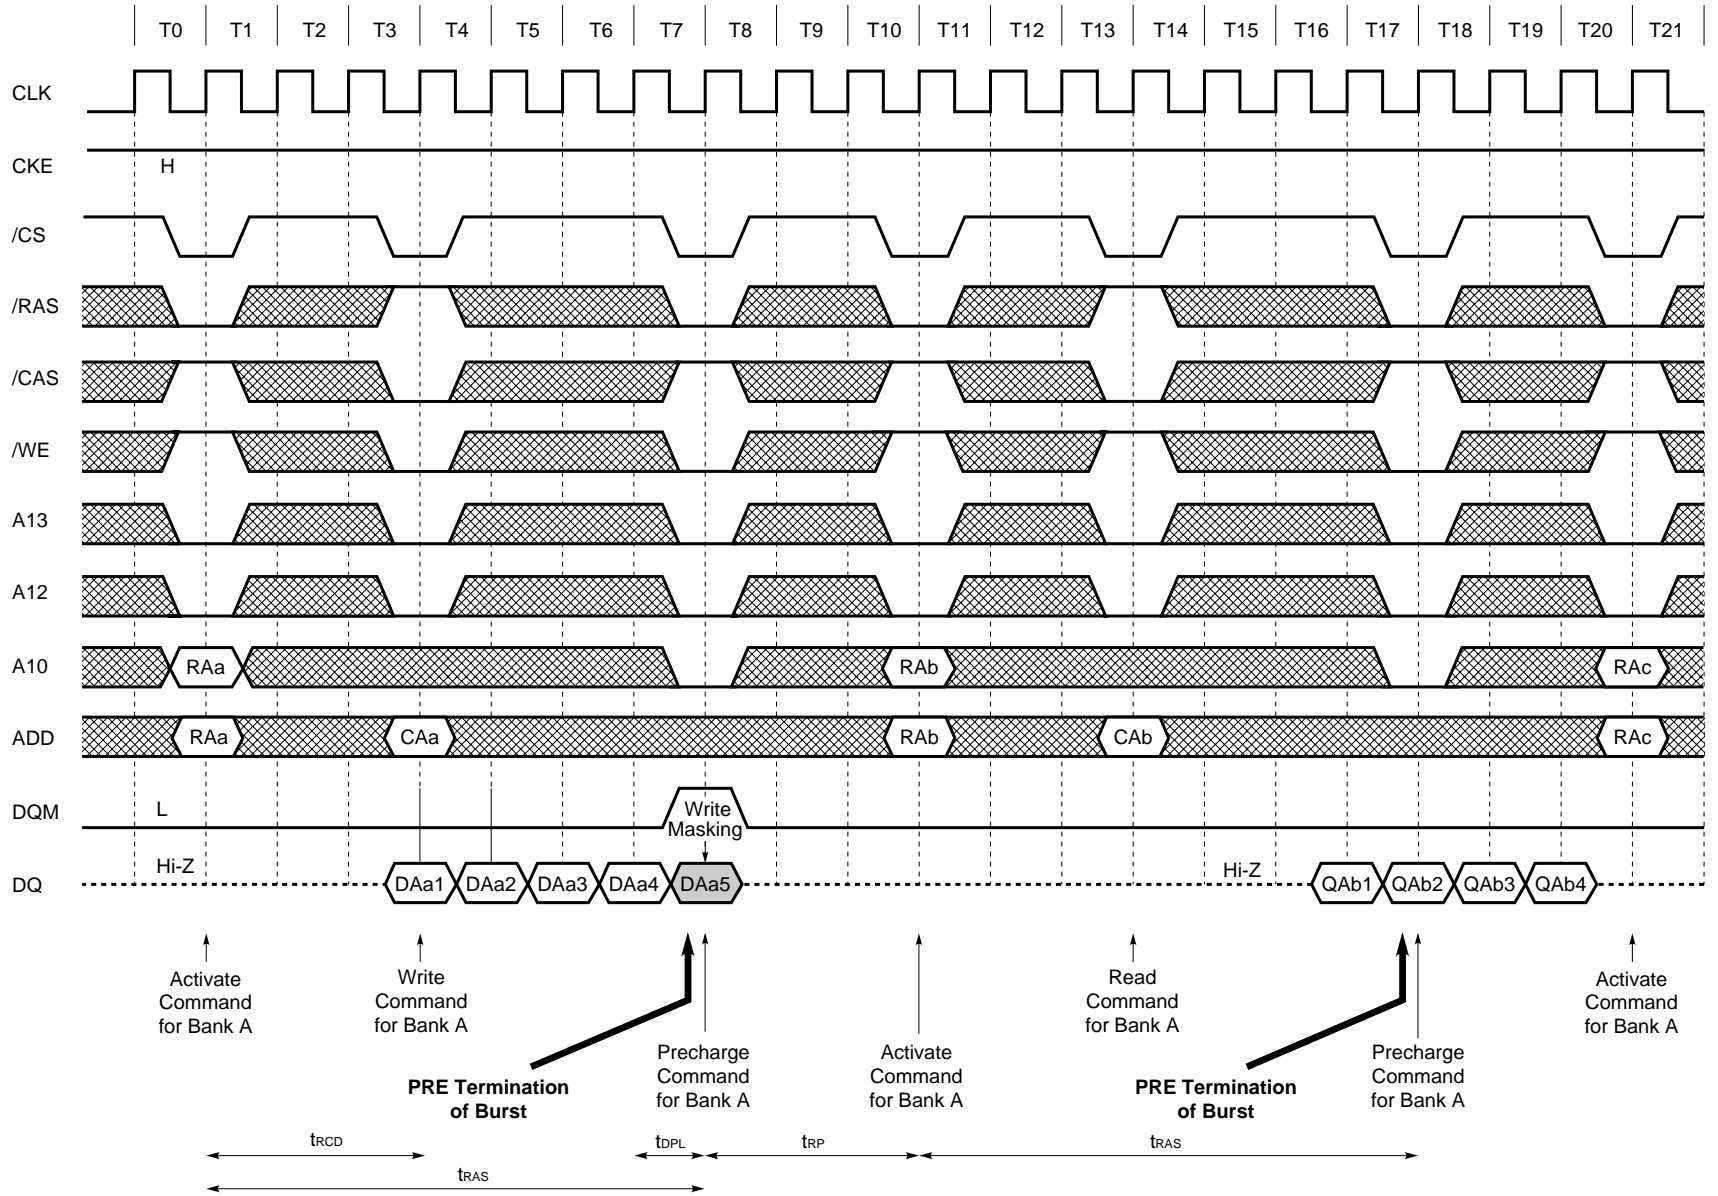 T0 T1 T2 T3 T4 T5 T6 T7 T8 T9 T10 T11 T12 T13 T14 T15 T16 T17 T18 T19 T20 T21
CLK
CKE H
/CS
/RAS
/CAS
/WE
A13
A12
A10 RAa RAb RAc
ADD RAa CAa RAb CAb RAc
DQM L Write
Masking
DQ Hi-Z DAa1 DAa2 DAa3 DAa4 DAa5 Hi-Z QAb1 QAb2 QAb3 QAb4
Activate
Command
for Bank A
Write
Command
for Bank A
PRE Termination
of Burst
Precharge
Command
for Bank A
Activate
Command
for Bank A
Read
Command
for Bank A
PRE Termination
of Burst
Precharge
Command
for Bank A
Activate
Command
for Bank A
tRCD tDPL tRP tRAS
tRAS